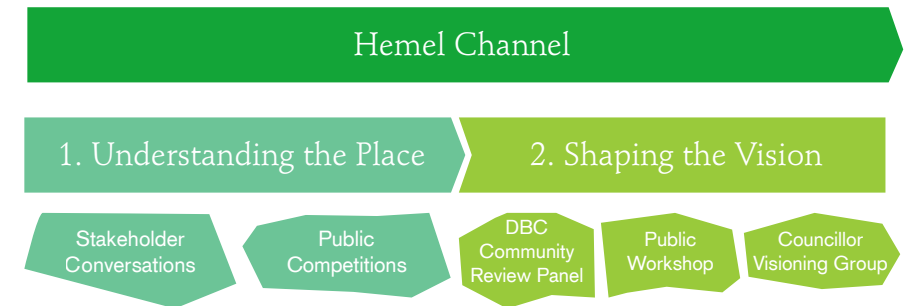 Hemel Channel
1. Understanding the Place
2. Shaping the Vision
Stakeholder
Conversations
Public
Competitions
DBC
Community
Review Panel
Public
Workshop
Councillor
Visioning Group